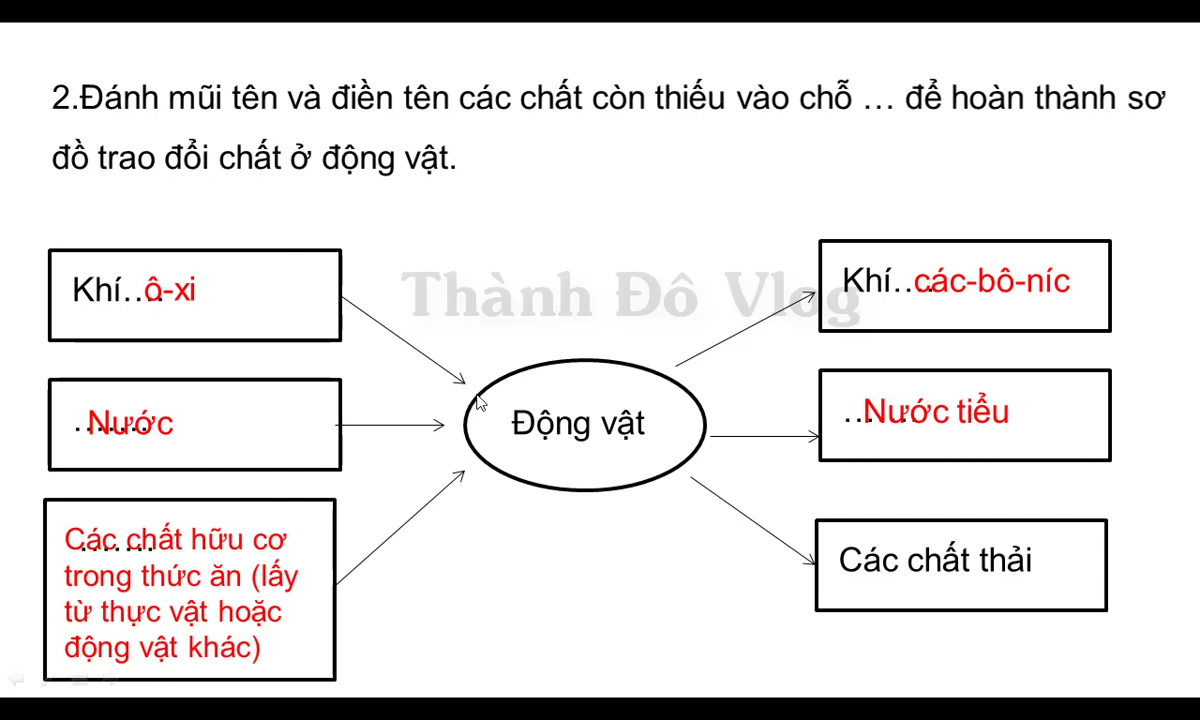 2.Đánh mũi tên và điền tên các chất còn thiếu vào chỗ … để hoàn thành sơ
đồ trao đổi chất ở động vật.
Thành Đô Vlog
Khí….ô-xi
Khí….các-bô-níc
Động vật
……..Nước
……..Nước tiểu
Các chất hữu cơ
trong thức ăn (lấy
từ thực vật hoặc
động vật khác)
Các chất thải